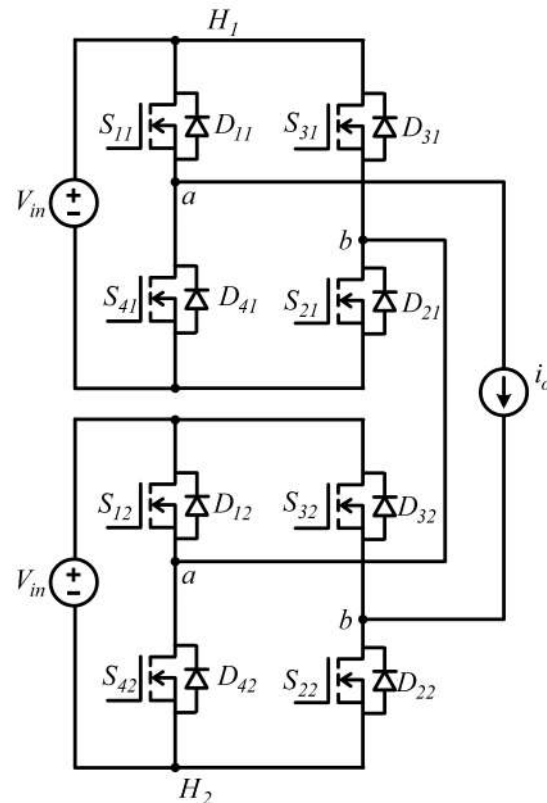 H1
S11 D11 S31 D31
Vin
a
b
S41 D41 S21 D21
io
S12 D12 S32 D32
Vin
a
b
S42 D42 S22 D22
H2